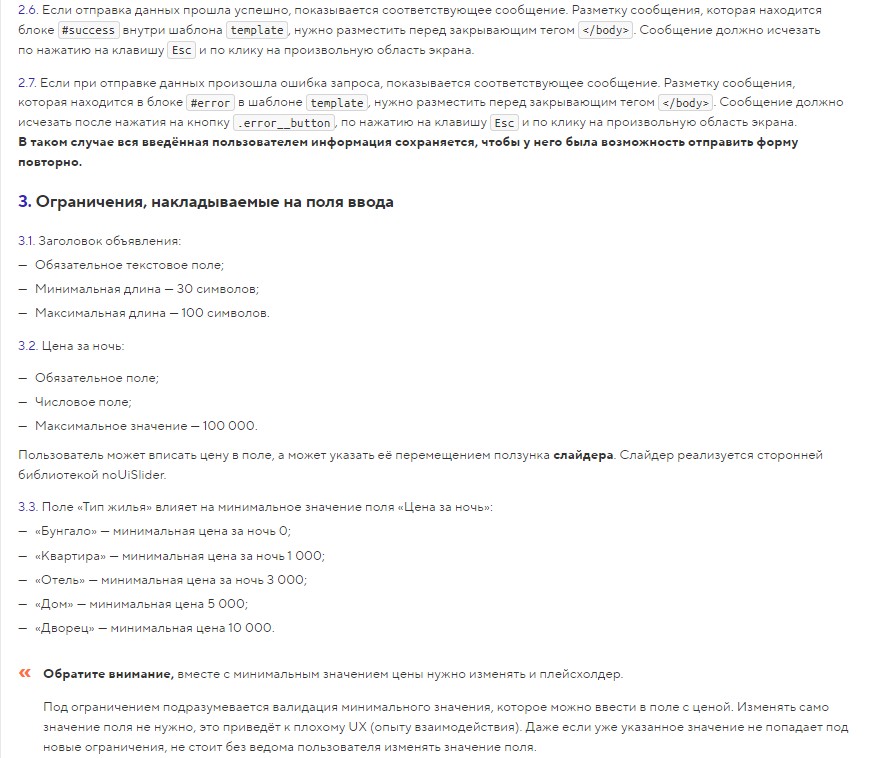 2.6. Если отправка данных прошла успешно, показывается соответствующее сообщение. Разметку сообщения, которая находится
блоке #success внутри шаблона template, нужно разместить перед закрывающим тегом </body>. Сообщение должно исчезать
по нажатию на клавишу Esc и по клику на произвольную область экрана.
2.7. Если при отправке данных произошла ошибка запроса, показывается соответствующее сообщение. Разметку сообщения,
которая находится в блоке #error в шаблоне template, нужно разместить перед закрывающим тегом </body>. Сообщение должно
исчезать после нажатия на кнопку .error__button, по нажатию на клавишу Esc и по клику на произвольную область экрана.
В таком случае вся введённая пользователем информация сохраняется, чтобы у него была возможность отправить форму
повторно.
3. Ограничения, накладываемые на поля ввода
3.1. Заголовок объявления:
— Обязательное текстовое поле;
— Минимальная длина — 30 символов;
— Максимальная длина — 100 символов.
3.2. Цена за ночь:
— Обязательное поле;
— Числовое поле;
— Максимальное значение — 100 000.
Пользователь может вписать цену в поле, а может указать её перемещением ползунка слайдера. Слайдер реализуется сторонней
библиотекой noUiSlider.
3.3. Поле «Тип жилья» влияет на минимальное значение поля «Цена за ночь»:
— «Бунгало» — минимальная цена за ночь 0;
— «Квартира» — минимальная цена за ночь 1 000;
— «Отель» — минимальная цена за ночь 3 000;
— «Дом» — минимальная цена 5 000;
— «Дворец» — минимальная цена 10 000.
« Обратите внимание, вместе с минимальным значением цены нужно изменять и плейсхолдер.
Под ограничением подразумевается валидация минимального значения, которое можно ввести в поле с ценой. Изменять само
значение поля не нужно, это приведёт к плохому UX (опыту взаимодействия). Даже если уже указанное значение не попадает под
новые ограничения, не стоит без ведома пользователя изменять значение поля.